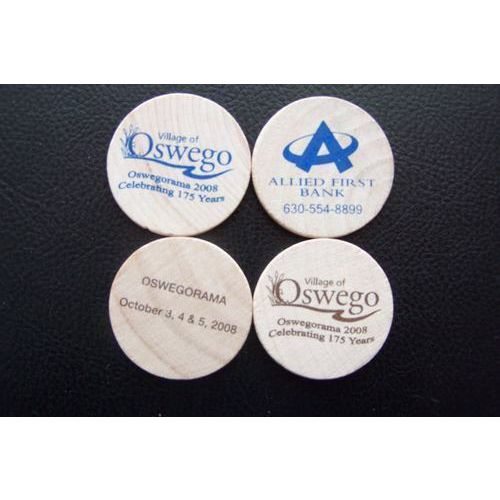 Village of
Oswego
Oswegorama 2008
Celebrating 175 Years
ALLIED FIRST
BANK
630-554-8899
OSWEGORAMA
October 3, 4 & 5, 2008
Village of
Oswego
Oswegorama 2008
Celebrating 175 Years